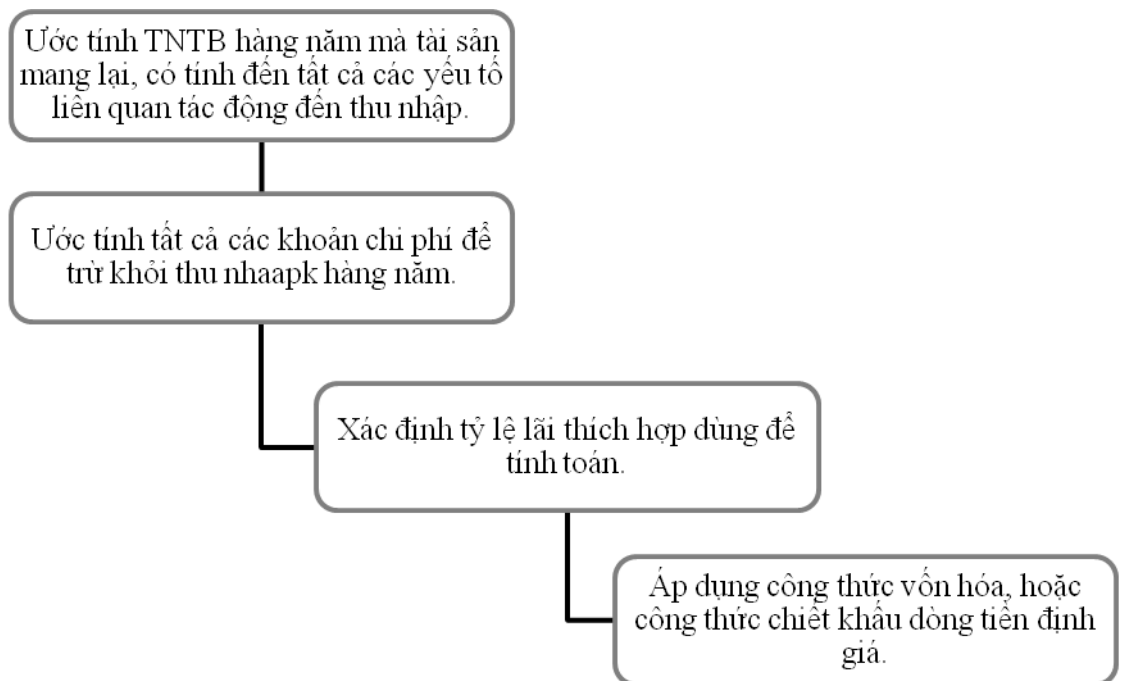 Ước tính TNTB hàng năm mà tài sản
mang lại, có tính đến tất cả các yếu tố
liên quan tác động đến thu nhập.
Ước tính tất cả các khoản chi phí để
trừ khỏi thu nhaapk hàng năm.
Xác định tỷ lệ lãi thích hợp dùng để
tính toán.
Áp dụng công thức vốn hóa, hoặc
công thức chiết khấu dòng tiền định
giá.